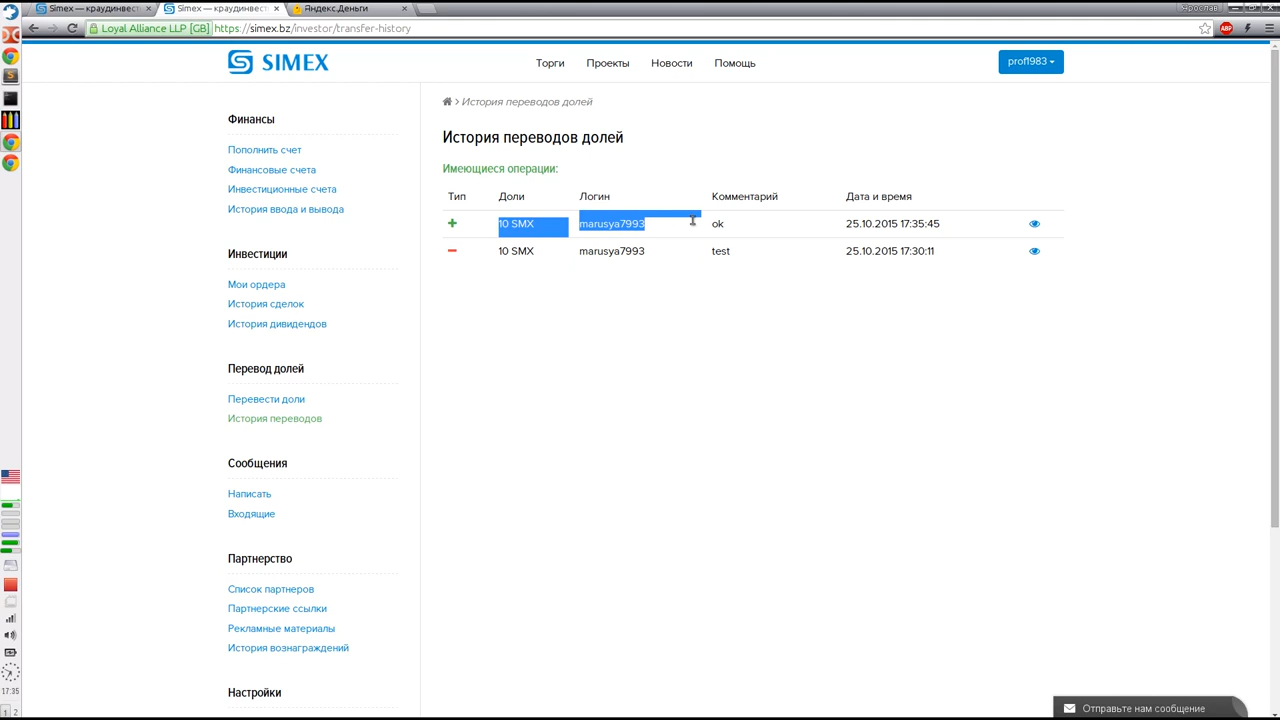 Simex — краудинвест
Simex — краудинвест
Яндекс.Деньги
Ярослав
Loyal Alliance LLP [GB] https://simex.bz/investor/transfer-history
ABP
SIMEX
Торги
Проекты
Новости
Помощь
prof1983
Финансы
Пополнить счет
Финансовые счета
Инвестиционные счета
История ввода и вывода
Инвестиции
Мои ордера
История сделок
История дивидендов
Перевод долей
Перевести доли
История переводов
Сообщения
Написать
Входящие
Партнерство
Список партнеров
Партнерские ссылки
Рекламные материалы
История вознаграждений
Настройки
> История переводов долей
История переводов долей
Имеющиеся операции:
Тип Доли Логин Комментарий Дата и время
10 SMX marusya7993 ok 25.10.2015 17:35:45
10 SMX marusya7993 test 25.10.2015 17:30:11
Отправьте нам сообщение
17:35
1 2